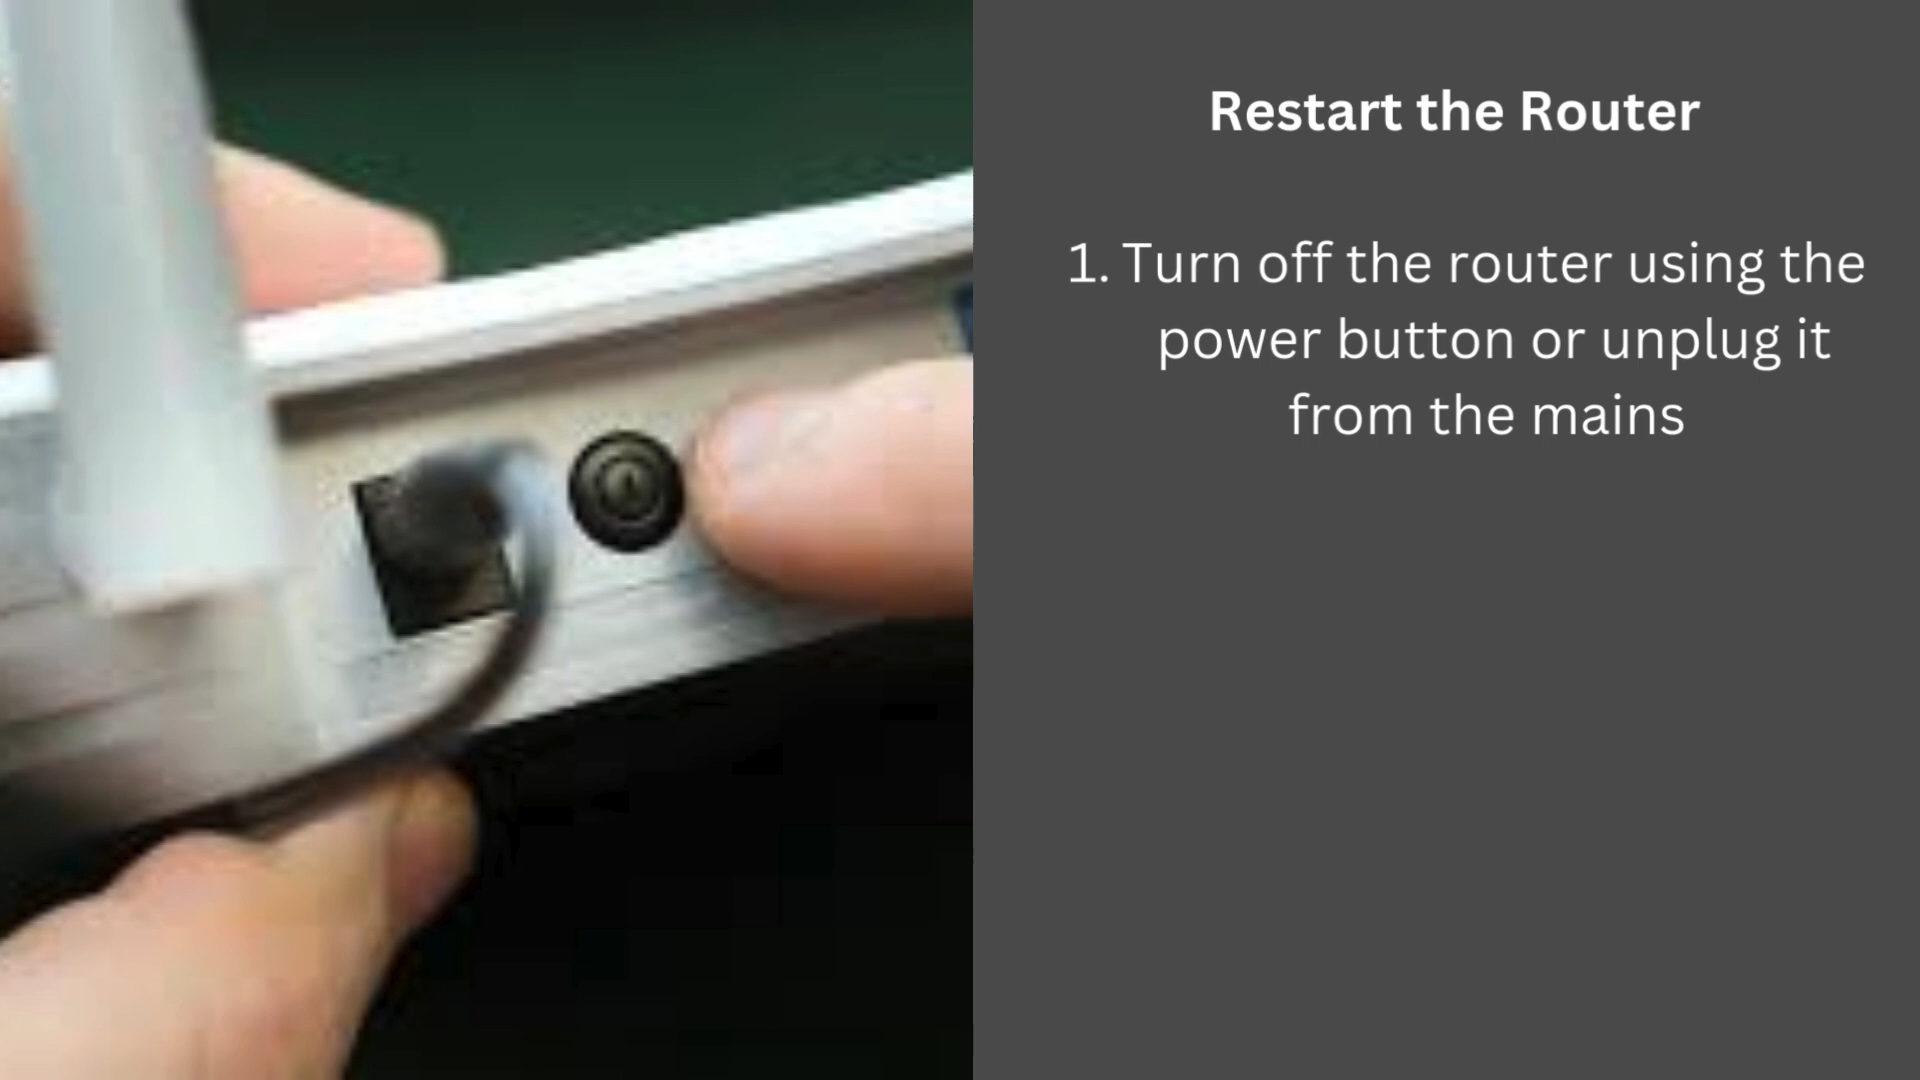 Restart the Router
1. Turn off the router using the
power button or unplug it
from the mains